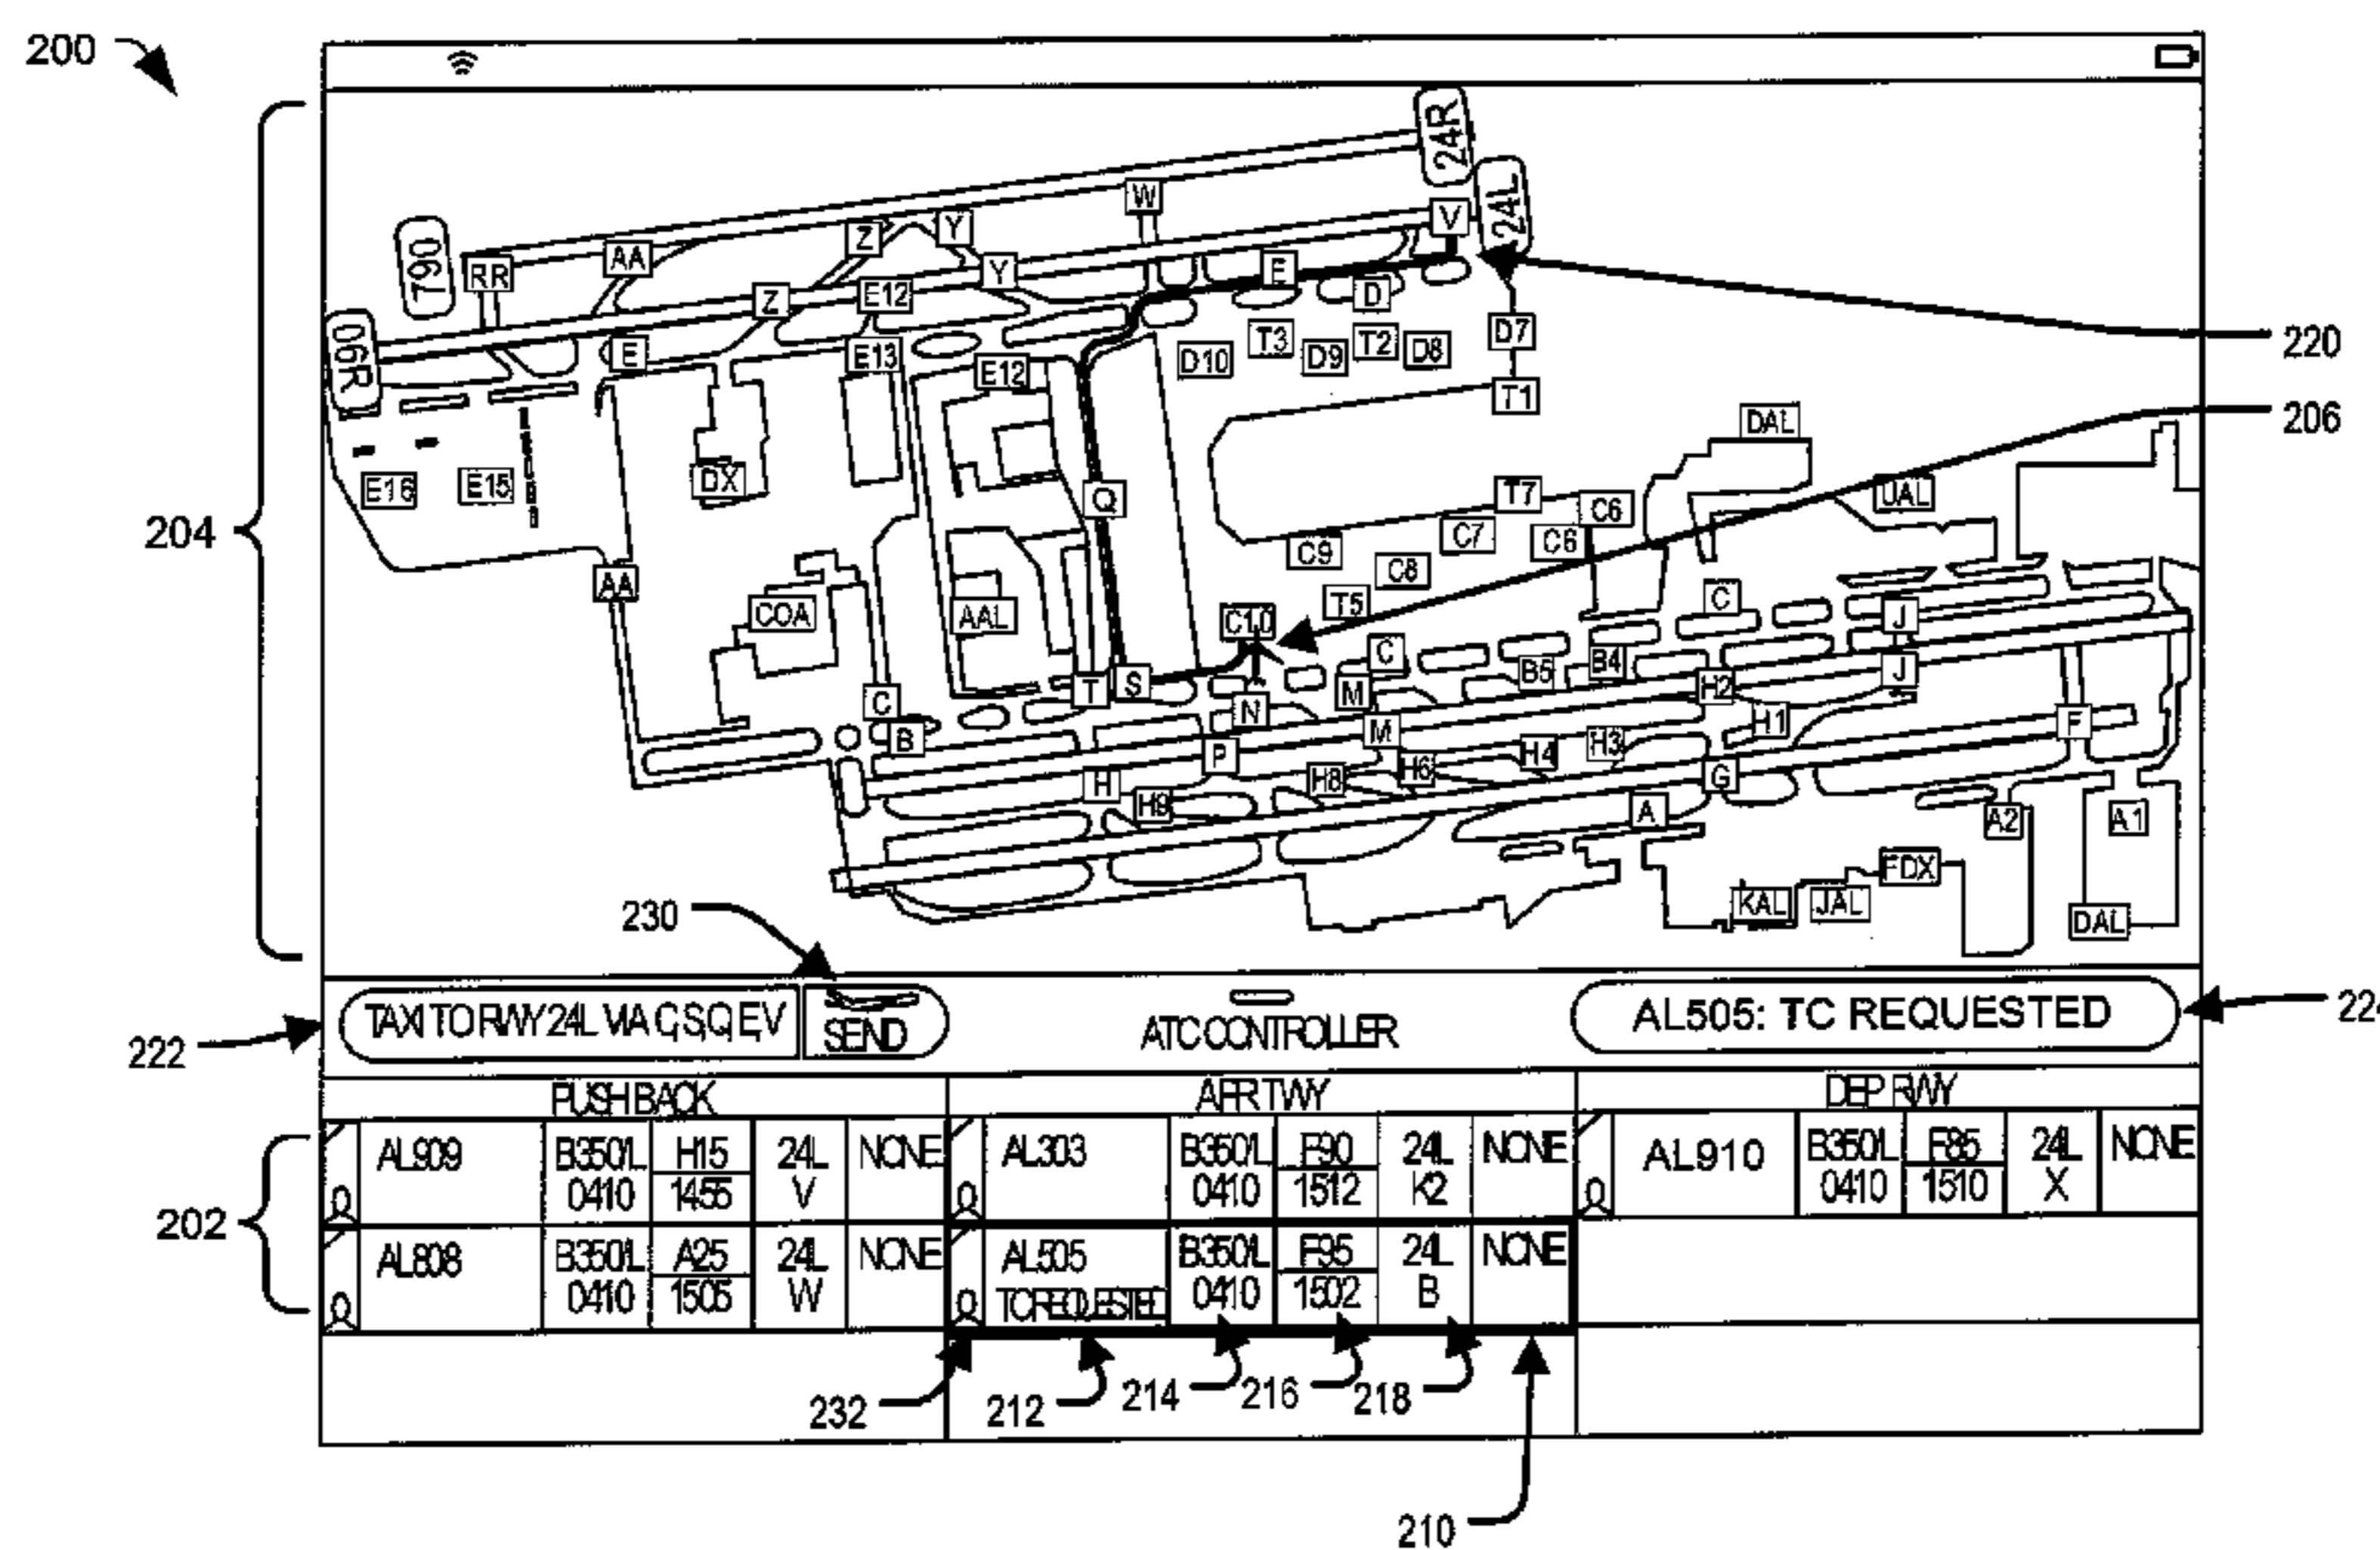 200
24R
W
V
24L
Z
Y
06L
RR
AA
Y
E
Z
E12
D
220
06R
E
E13
E12
D10
T3
D9
T2
D8
D7
T1
206
DAL
E16
E15
DX
Q
T7
C6
UAL
204
C9
C7
C6
C8
AA
COA
AAL
C10
T5
C
J
C
B5
B4
J
C
T
S
N
M
H2
H1
B
P
M
H4
H3
F
H
H9
H8
H6
G
A
A2
A1
230
KAL
JAL
FDX
DAL
222
TAXI TO RWY 24L VIA C, S, Q, E, V
SEND
ATC CONTROLLER
AL505: TC REQUESTED
224
PUSH BACK
DEP RWY
202
AL909
B350/L
0410
H15
1455
24L
V
NONE
AL303
B350/L
0410
F90
1512
24L
K2
NONE
AL910
B350/L
0410
F85
1510
24L
X
NONE
AL808
B350/L
0410
A25
1505
24L
W
NONE
AL505
TC REQUESTED
B350/L
0410
F95
1502
24L
B
NONE
232
212
214
216
218
210